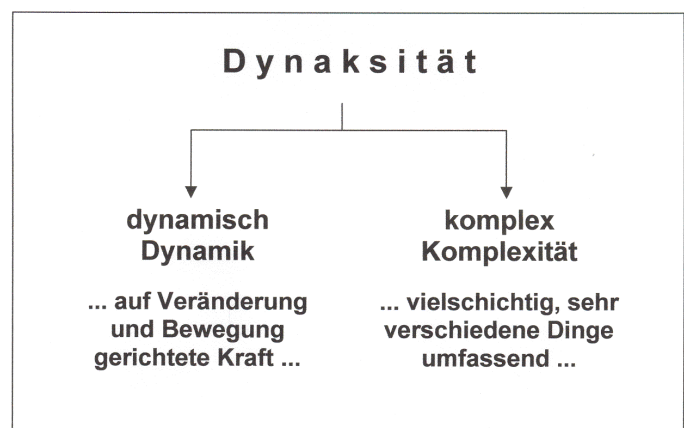 Dynaksität
dynamisch
Dynamik
... auf Veränderung
und Bewegung
gerichtete Kraft ...
komplex
Komplexität
... vielschichtig, sehr
verschiedene Dinge
umfassend ...